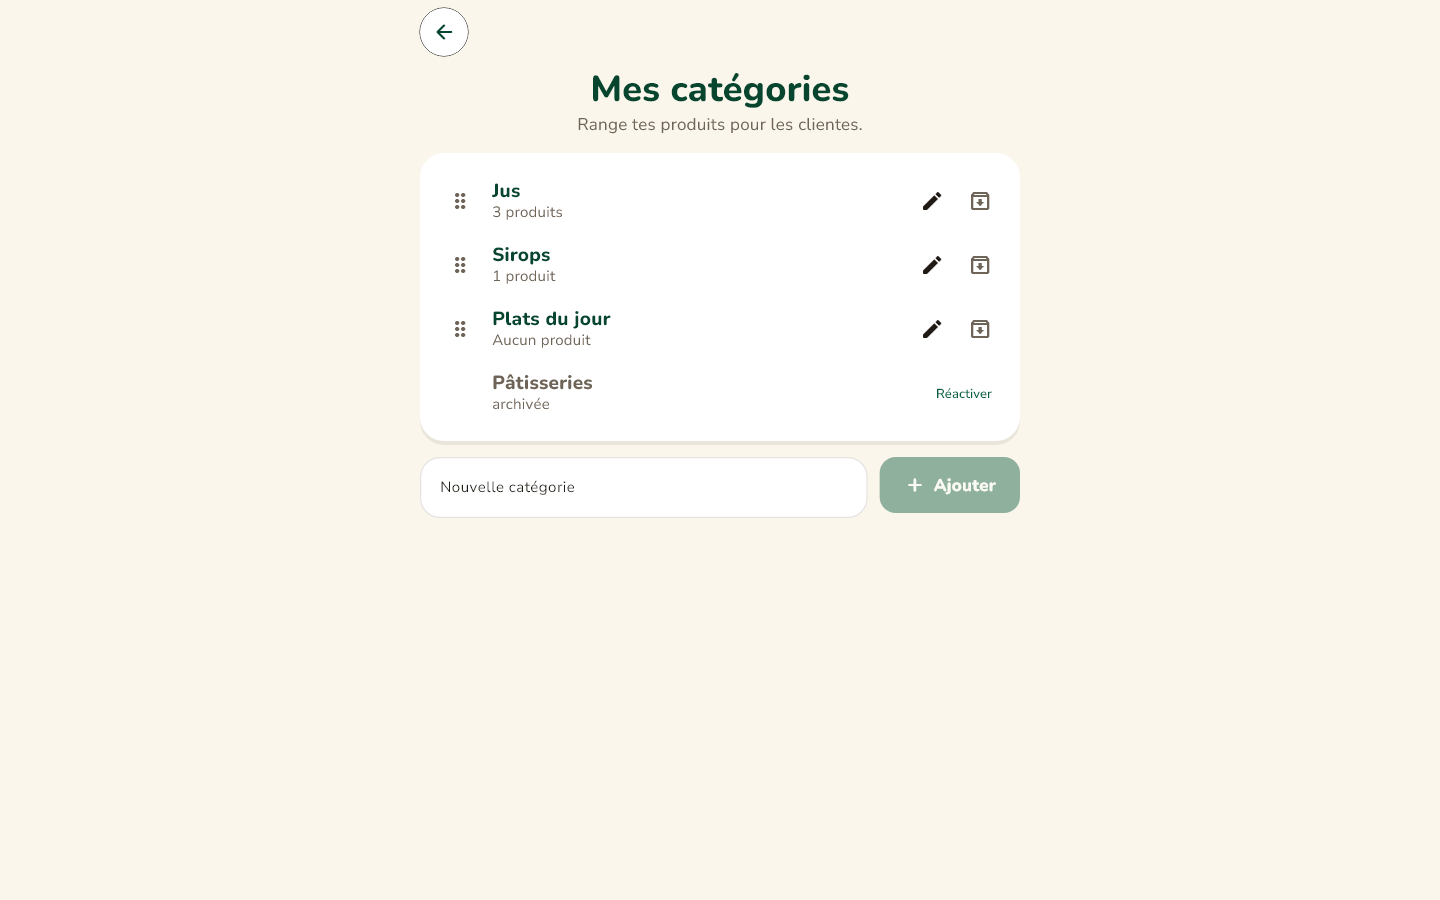 Mes catégories
Range tes produits pour les clientes.
Jus
3 produits
Sirops
1 produit
Plats du jour
Aucun produit
Pâtisseries
archivée
Réactiver
Nouvelle catégorie
+ Ajouter